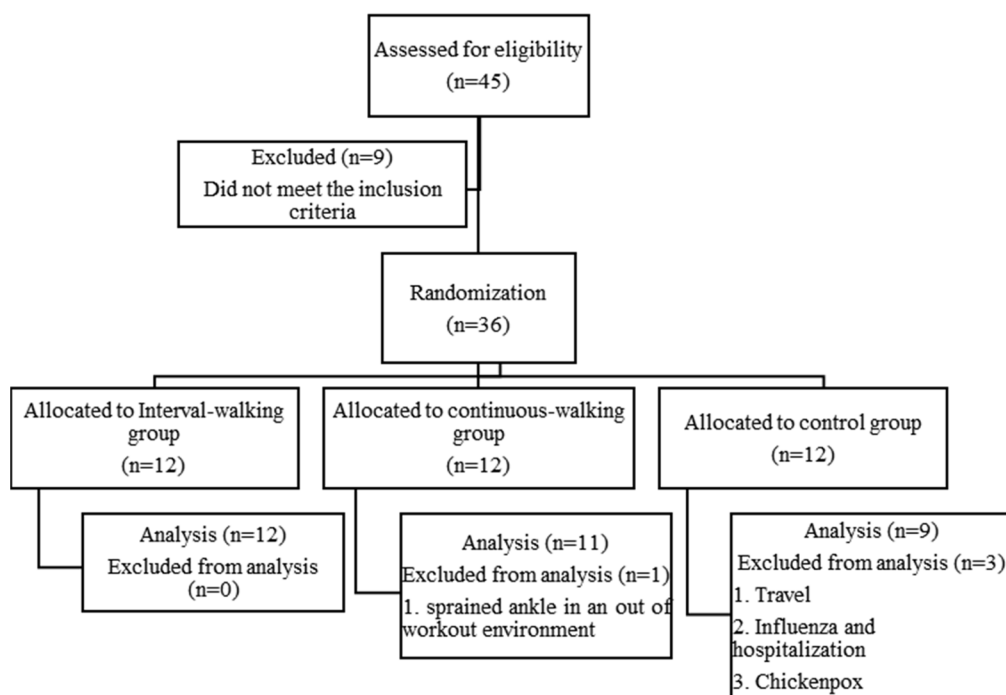 Assessed for eligibility
(n=45)
Excluded (n=9)
Did not meet the inclusion
criteria
Randomization
(n=36)
Allocated to Interval-walking
group
(n=12)
Allocated to continuous-walking
group
(n=12)
Allocated to control group
(n=12)
Analysis (n=12)
Excluded from analysis
(n=0)
Analysis (n=11)
Excluded from analysis (n=1)
1. sprained ankle in an out of
workout environment
Analysis (n=9)
Excluded from analysis (n=3)
1. Travel
2. Influenza and
hospitalization
3. Chickenpox